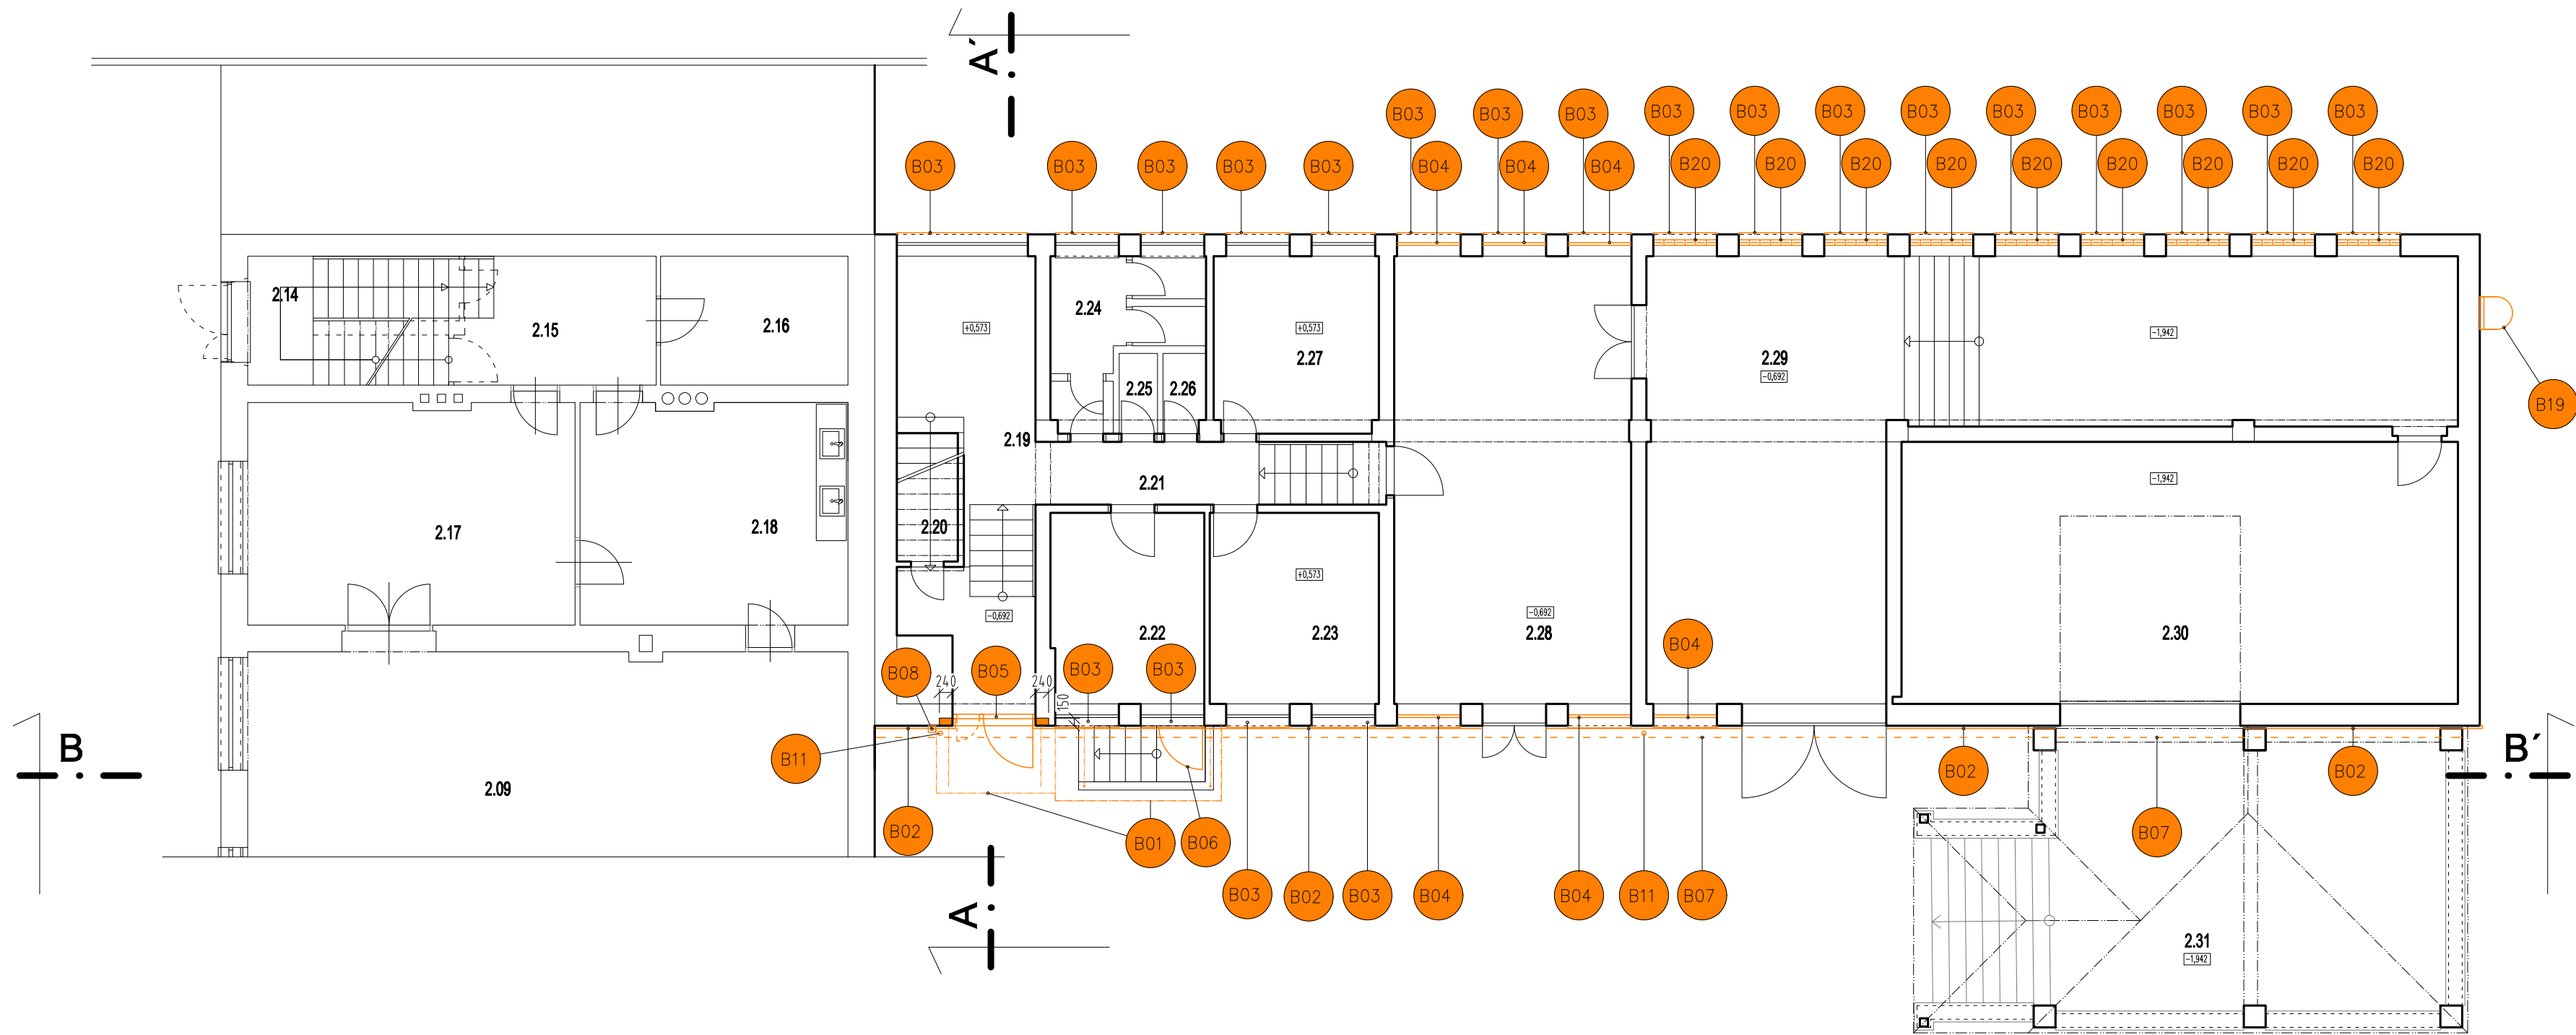 A´
B03 B03 B03 B03 B03 B03 B03 B03 B03 B03 B03 B03
B03 B03 B03 B03 B03 B04 B04 B04 B20 B20 B20 B20 B20 B20 B20 B20 B20
2.14 2.15 2.16 2.24 +0,573 +0,573 2.27 2.25 2.26 2.29 -0,692 -1,942
B19
2.19
2.21 -1,942
2.17 2.18 2.20
+0,573
-0,692 -0,692
2.22 2.23 2.28 2.30
B04
B08 240 B05 240 150 B03 B03
B B11 B02 B02 B´
2.09
B02 B01 B06 B07
B03 B02 B03 B04 B04 B11 B07
A
2.31
-1,942